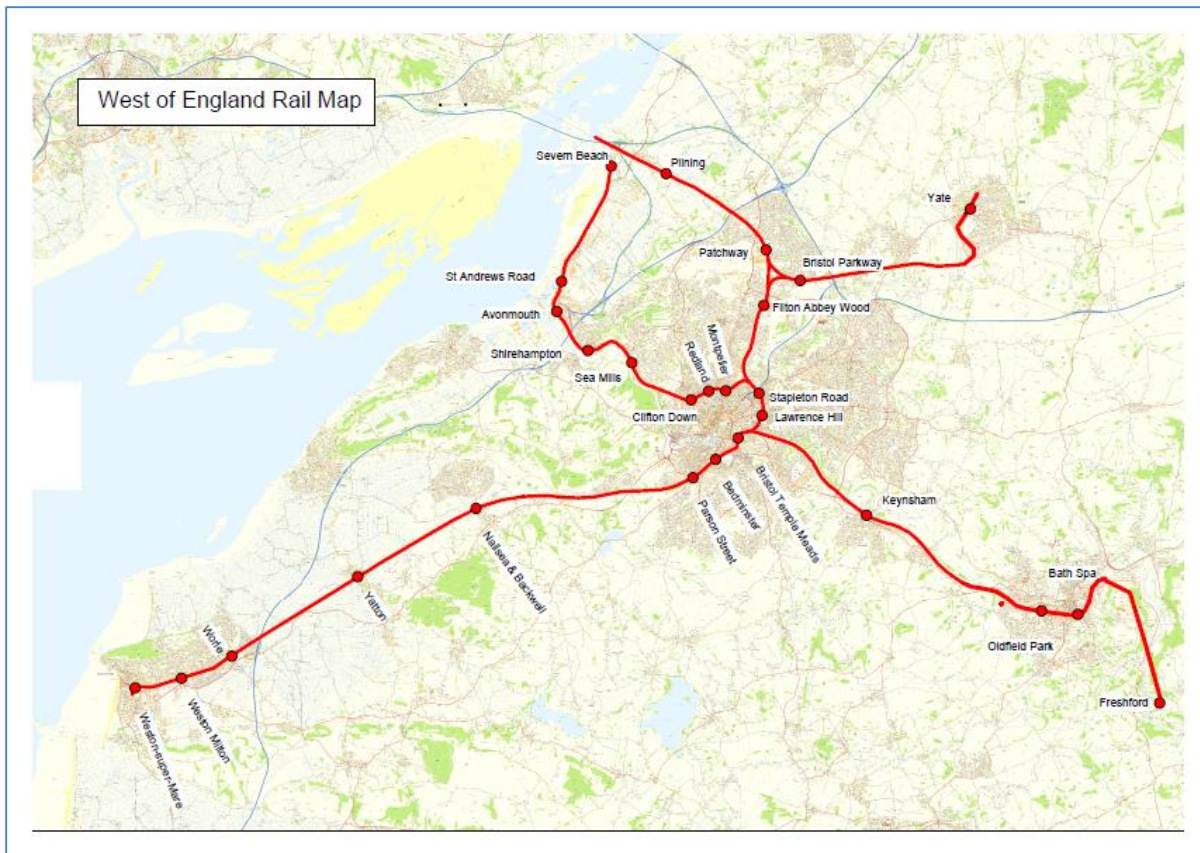 West of England Rail Map
Severn Beach
Pilning
Yate
Patchway
Bristol Parkway
St Andrews Road
Avonmouth
Filton Abbey Wood
Shirehampton
Montpelier
Redland
Sea Mills
Stapleton Road
Clifton Down
Lawrence Hill
Bristol Temple Meads
Bedminster
Parson Street
Keynsham
Nailsea & Backwell
Bath Spa
Yatton
Oldfield Park
Worle
Freshford
Weston Milton
Weston-super-Mare